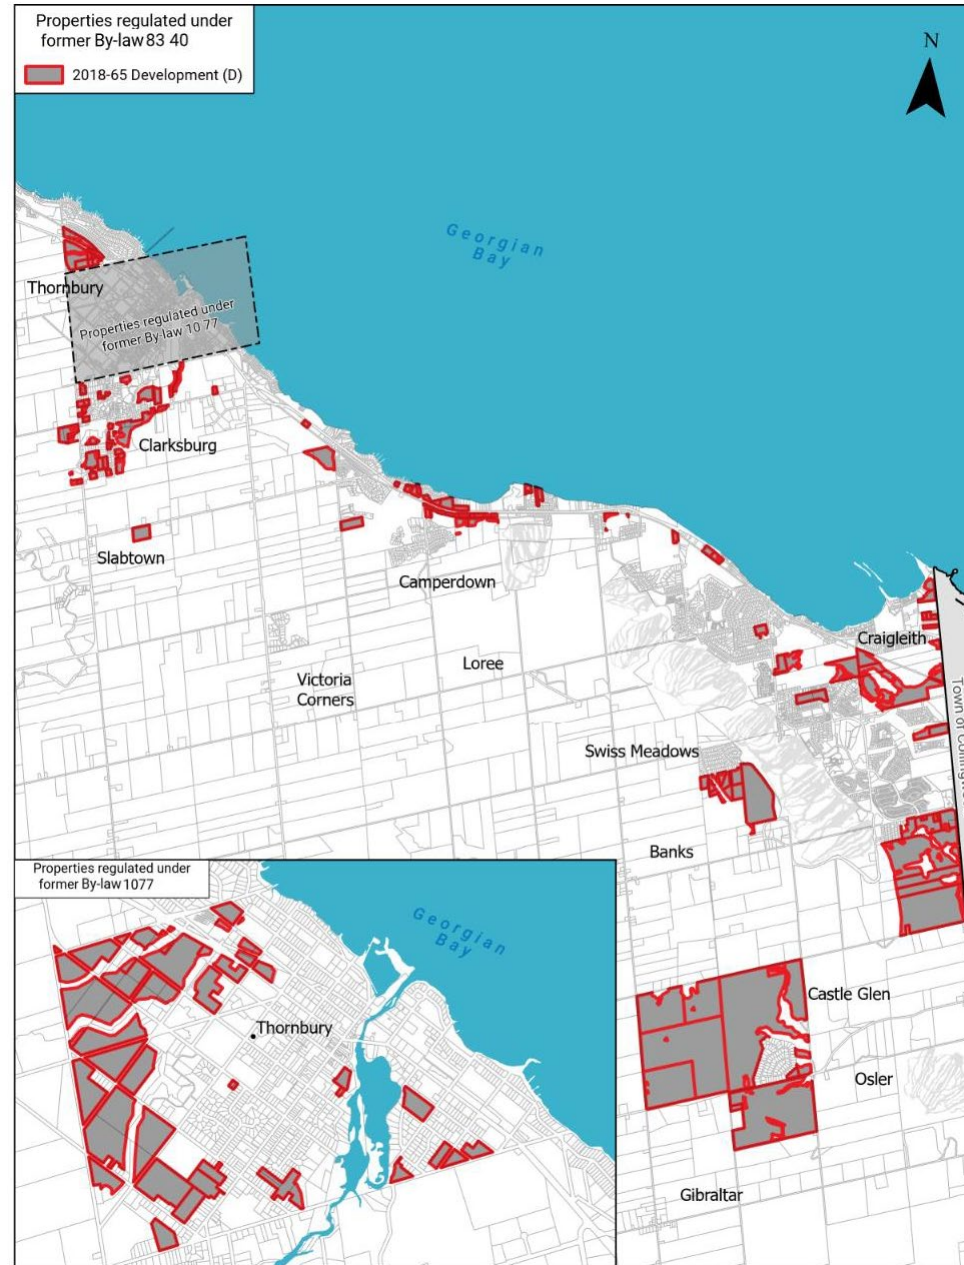 Properties regulated under
former By-law 83 40
2018-65 Development (D)
N
Georgian
Bay
Thornbury
Properties regulated under
former By-law 10 77
Clarksburg
Slabtown
Camperdown
Craigleith
Loree
Victoria
Corners
Town of
Swiss Meadows
Banks
Properties regulated under
former By-law 1077
Georgian
Bay
Castle Glen
Thornbury
Osler
Gibraltar